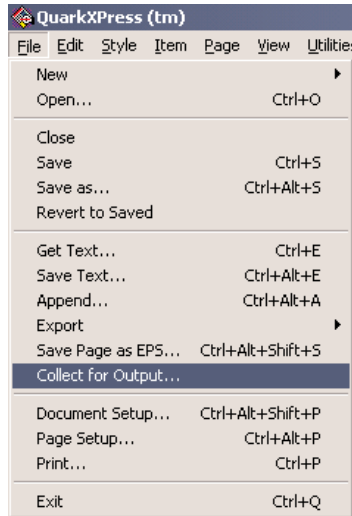 QuarkXPress (tm)
File Edit Style Item Page View Utilitie
New
Open... Ctrl+O
Close
Save Ctrl+S
Save as... Ctrl+Alt+S
Revert to Saved
Get Text... Ctrl+E
Save Text... Ctrl+Alt+E
Append... Ctrl+Alt+A
Export
Save Page as EPS... Ctrl+Alt+Shift+S
Collect for Output...
Document Setup... Ctrl+Alt+Shift+P
Page Setup... Ctrl+Alt+P
Print... Ctrl+P
Exit Ctrl+Q